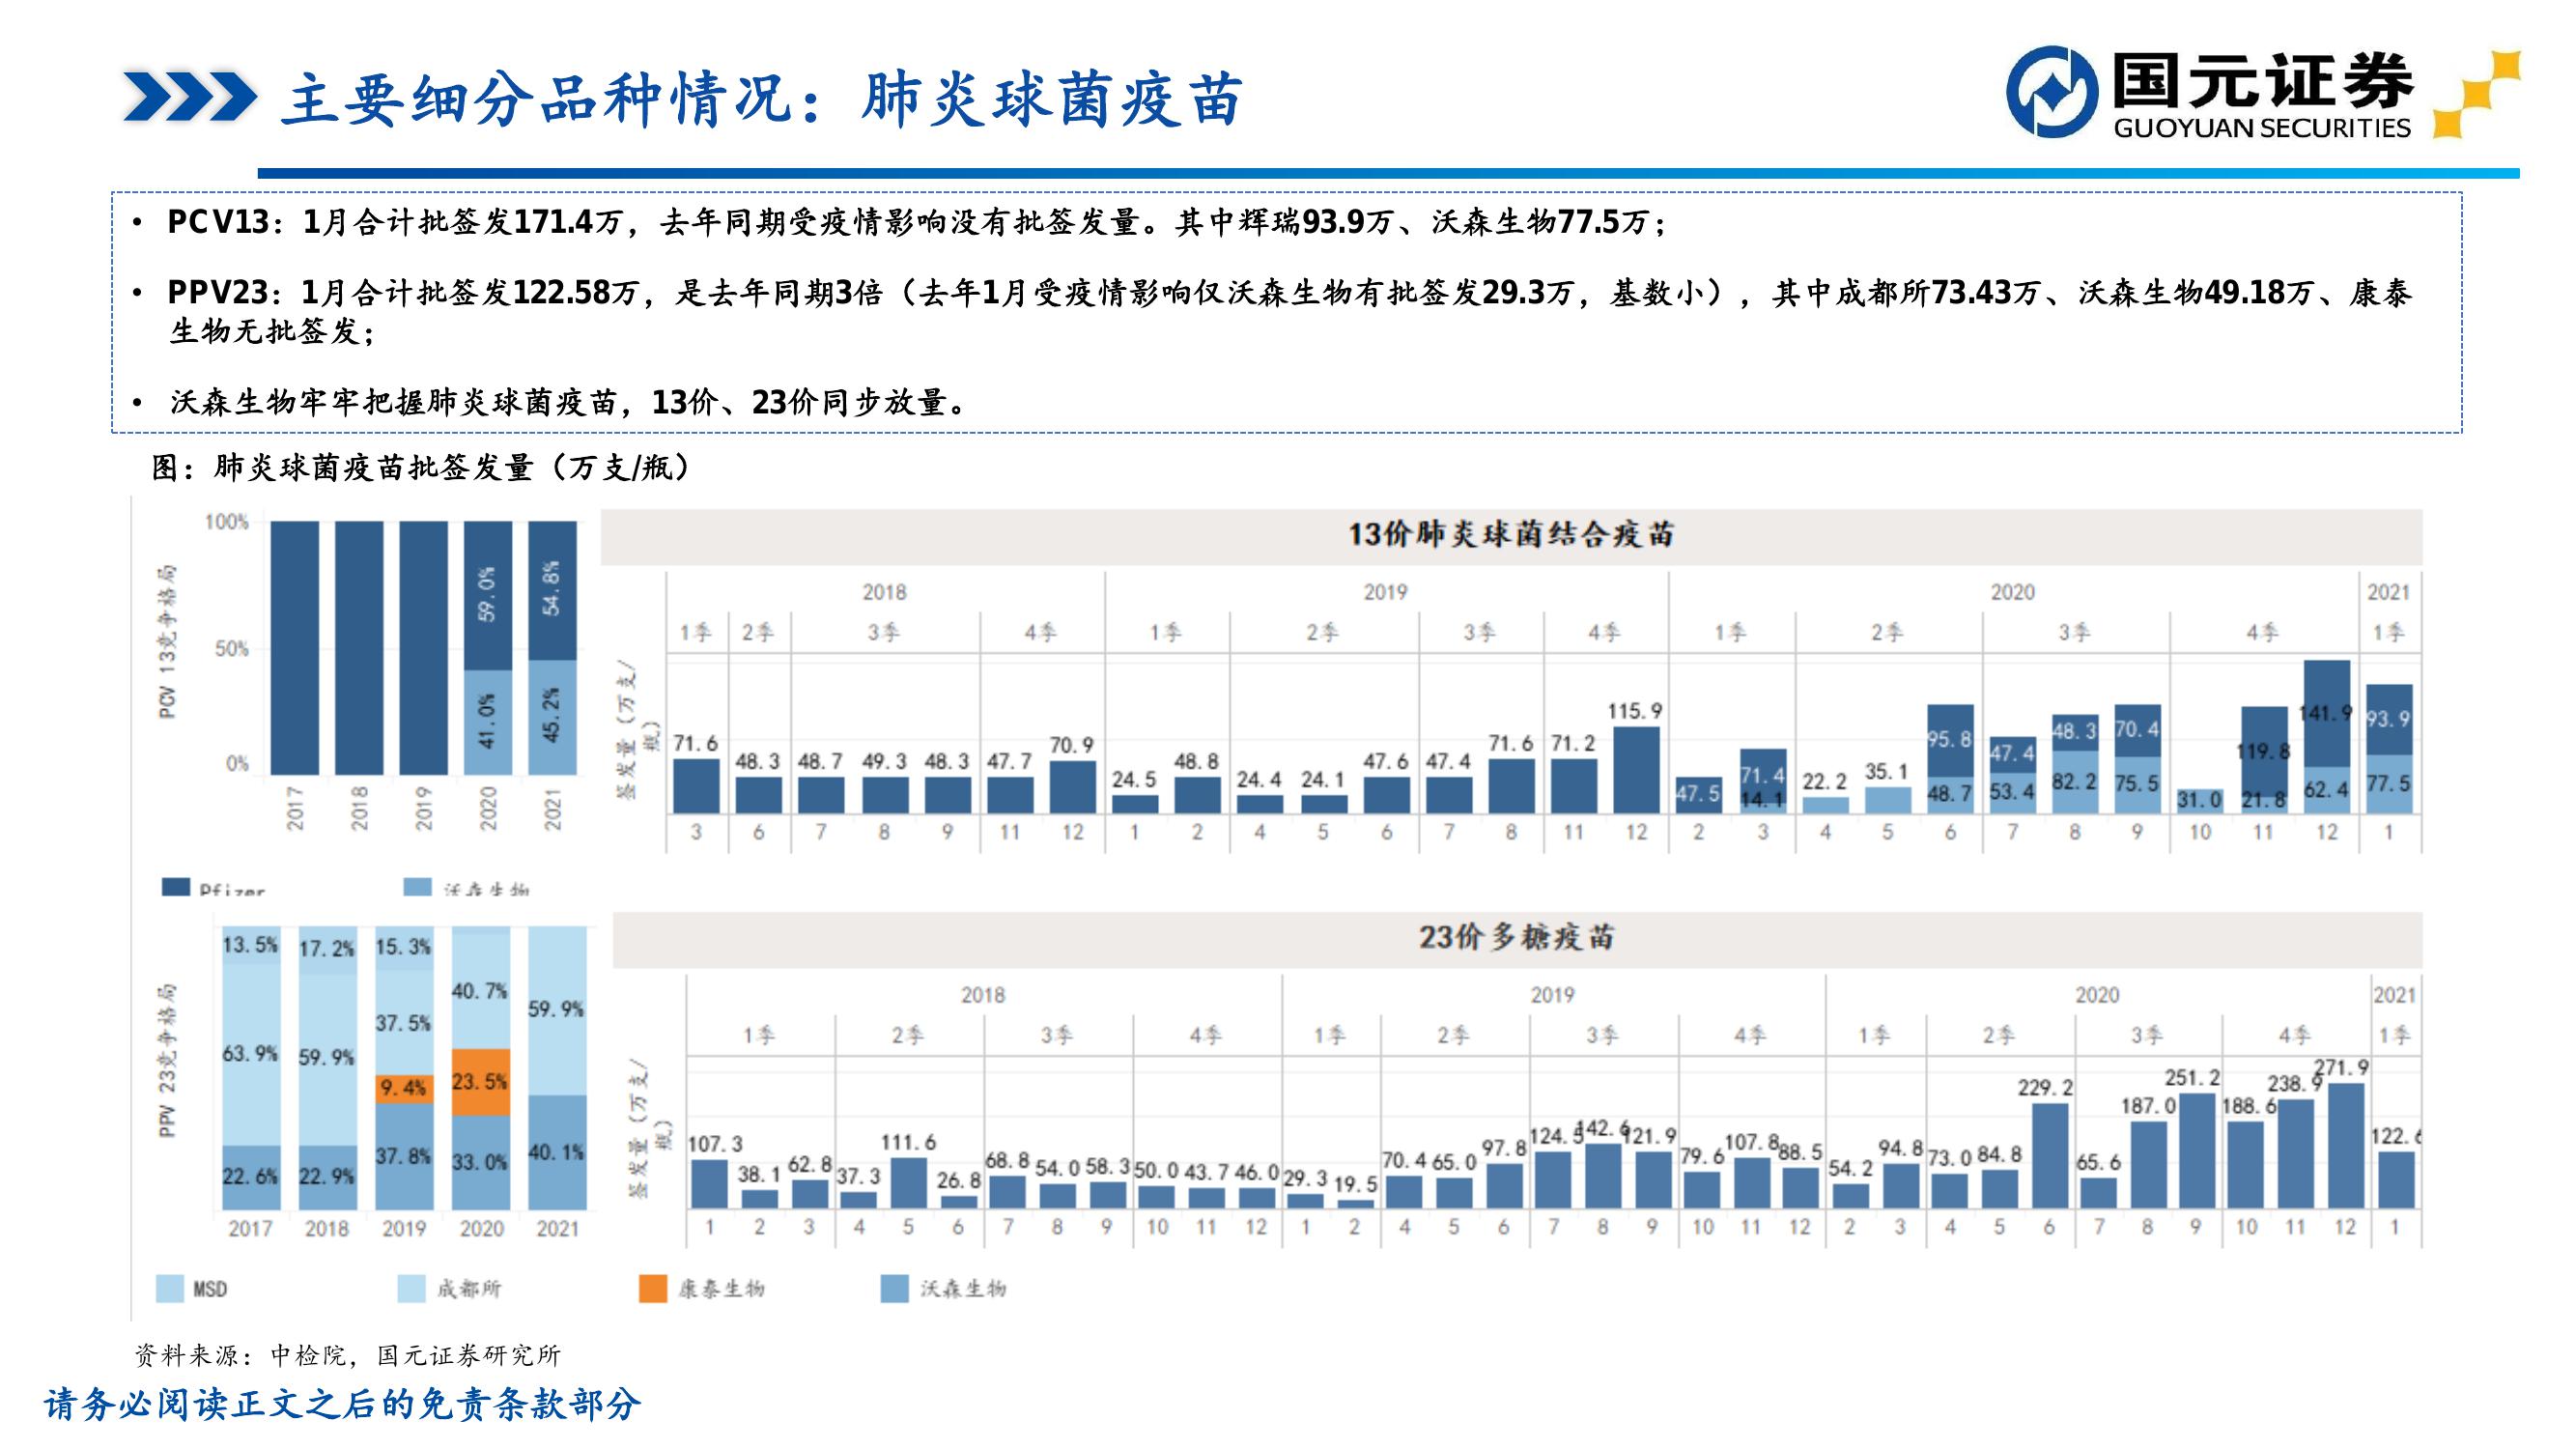 主要细分品种情况：肺炎球菌疫苗
国元证券
GUOYUAN SECURITIES
• PCV13：1月合计批签发171.4万，去年同期受疫情影响没有批签发量。其中辉瑞93.9万、沃森生物77.5万；
• PPV23：1月合计批签发122.58万，是去年同期3倍（去年1月受疫情影响仅沃森生物有批签发29.3万，基数小），其中成都所73.43万、沃森生物49.18万、康泰
生物无批签发；
• 沃森生物牢牢把握肺炎球菌疫苗，13价、23价同步放量。
图：肺炎球菌疫苗批签发量（万支/瓶）
PCV 13竞争格局
100%
50%
0%
59.0% 54.8%
41.0% 45.2%
2017 2018 2019 2020 2021
Pfizer 沃森生物
13价肺炎球菌结合疫苗
2018 2019 2020 2021
1季 2季 3季 4季 1季 2季 3季 4季 1季 2季 3季 4季 1季
签发量（万支/
瓶）
71.6 48.3 48.7 49.3 48.3 47.7 70.9 24.5 48.8 24.4 24.1 47.6 47.4 71.6 71.2 115.9 47.5 71.4 22.2 35.1 95.8 47.4 48.3 70.4 119.8 141.9 93.9
14.1 48.7 53.4 82.2 75.5 31.0 21.8 62.4 77.5
3 6 7 8 9 11 12 1 2 4 5 6 7 8 11 12 2 3 4 5 6 7 8 9 10 11 12 1
PPV 23竞争格局
13.5% 17.2% 15.3%
40.7% 59.9%
63.9% 59.9% 37.5%
9.4% 23.5%
22.6% 22.9% 37.8% 33.0% 40.1%
2017 2018 2019 2020 2021
MSD 成都所 康泰生物 沃森生物
23价多糖疫苗
2018 2019 2020 2021
1季 2季 3季 4季 1季 2季 3季 4季 1季 2季 3季 4季 1季
签发量（万支/
瓶）
107.3 38.1 62.8 37.3 111.6 26.8 68.8 54.0 58.3 50.0 43.7 46.0 29.3 19.5 70.4 65.0 97.8 124.5 142.6 121.9 79.6 107.8 88.5 54.2 94.8 73.0 84.8 229.2 65.6 187.0 251.2 188.6 238.9 271.9 122.6
1 2 3 4 5 6 7 8 9 10 11 12 1 2 4 5 6 7 8 9 10 11 12 2 3 4 5 6 7 8 9 10 11 12 1
资料来源：中检院，国元证券研究所
请务必阅读正文之后的免责条款部分